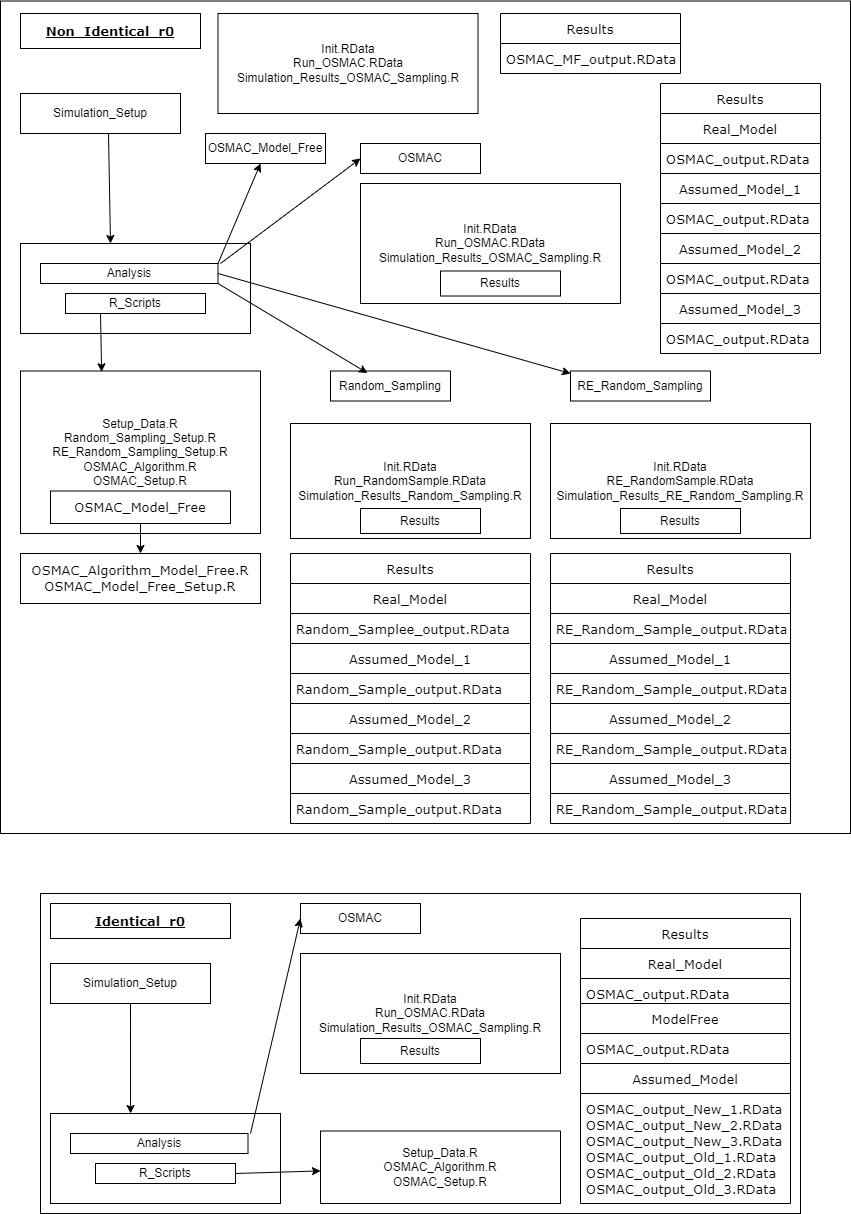 Non_Identical_r0
Init.RData
Run_OSMAC.RData
Simulation_Results_OSMAC_Sampling.R
Results
OSMAC_MF_output.RData
Simulation_Setup
OSMAC_Model_Free
OSMAC
Results
Real_Model
OSMAC_output.RData
Assumed_Model_1
OSMAC_output.RData
Assumed_Model_2
OSMAC_output.RData
Assumed_Model_3
OSMAC_output.RData
Init.RData
Run_OSMAC.RData
Simulation_Results_OSMAC_Sampling.R
Results
Analysis
R_Scripts
Setup_Data.R
Random_Sampling_Setup.R
RE_Random_Sampling_Setup.R
OSMAC_Algorithm.R
OSMAC_Setup.R
OSMAC_Model_Free
OSMAC_Algorithm_Model_Free.R
OSMAC_Model_Free_Setup.R
Random_Sampling
Init.RData
Run_RandomSample.RData
Simulation_Results_Random_Sampling.R
Results
Results
Real_Model
Random_Samplee_output.RData
Assumed_Model_1
Random_Sample_output.RData
Assumed_Model_2
Random_Sample_output.RData
Assumed_Model_3
Random_Sample_output.RData
RE_Random_Sampling
Init.RData
RE_RandomSample.RData
Simulation_Results_RE_Random_Sampling.R
Results
Results
Real_Model
RE_Random_Sample_output.RData
Assumed_Model_1
RE_Random_Sample_output.RData
Assumed_Model_2
RE_Random_Sample_output.RData
Assumed_Model_3
RE_Random_Sample_output.RData
Identical_r0
OSMAC
Simulation_Setup
Init.RData
Run_OSMAC.RData
Simulation_Results_OSMAC_Sampling.R
Results
Results
Real_Model
OSMAC_output.RData
ModelFree
OSMAC_output.RData
Assumed_Model
OSMAC_output_New_1.RData
OSMAC_output_New_2.RData
OSMAC_output_New_3.RData
OSMAC_output_Old_1.RData
OSMAC_output_Old_2.RData
OSMAC_output_Old_3.RData
Analysis
R_Scripts
Setup_Data.R
OSMAC_Algorithm.R
OSMAC_Setup.R